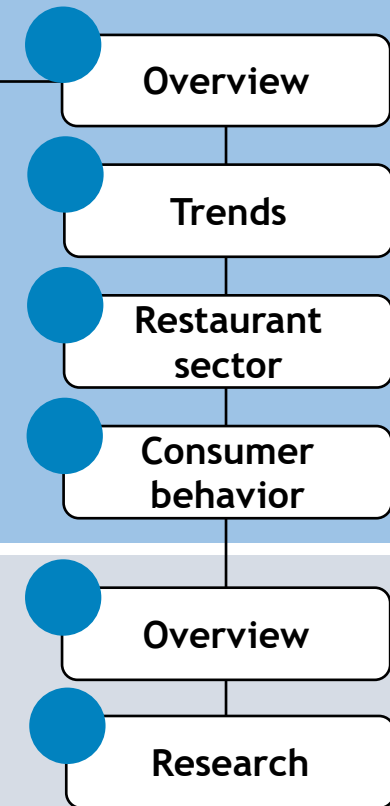 Overview
Trends
Restaurant
sector
Consumer
behavior
Overview
Research